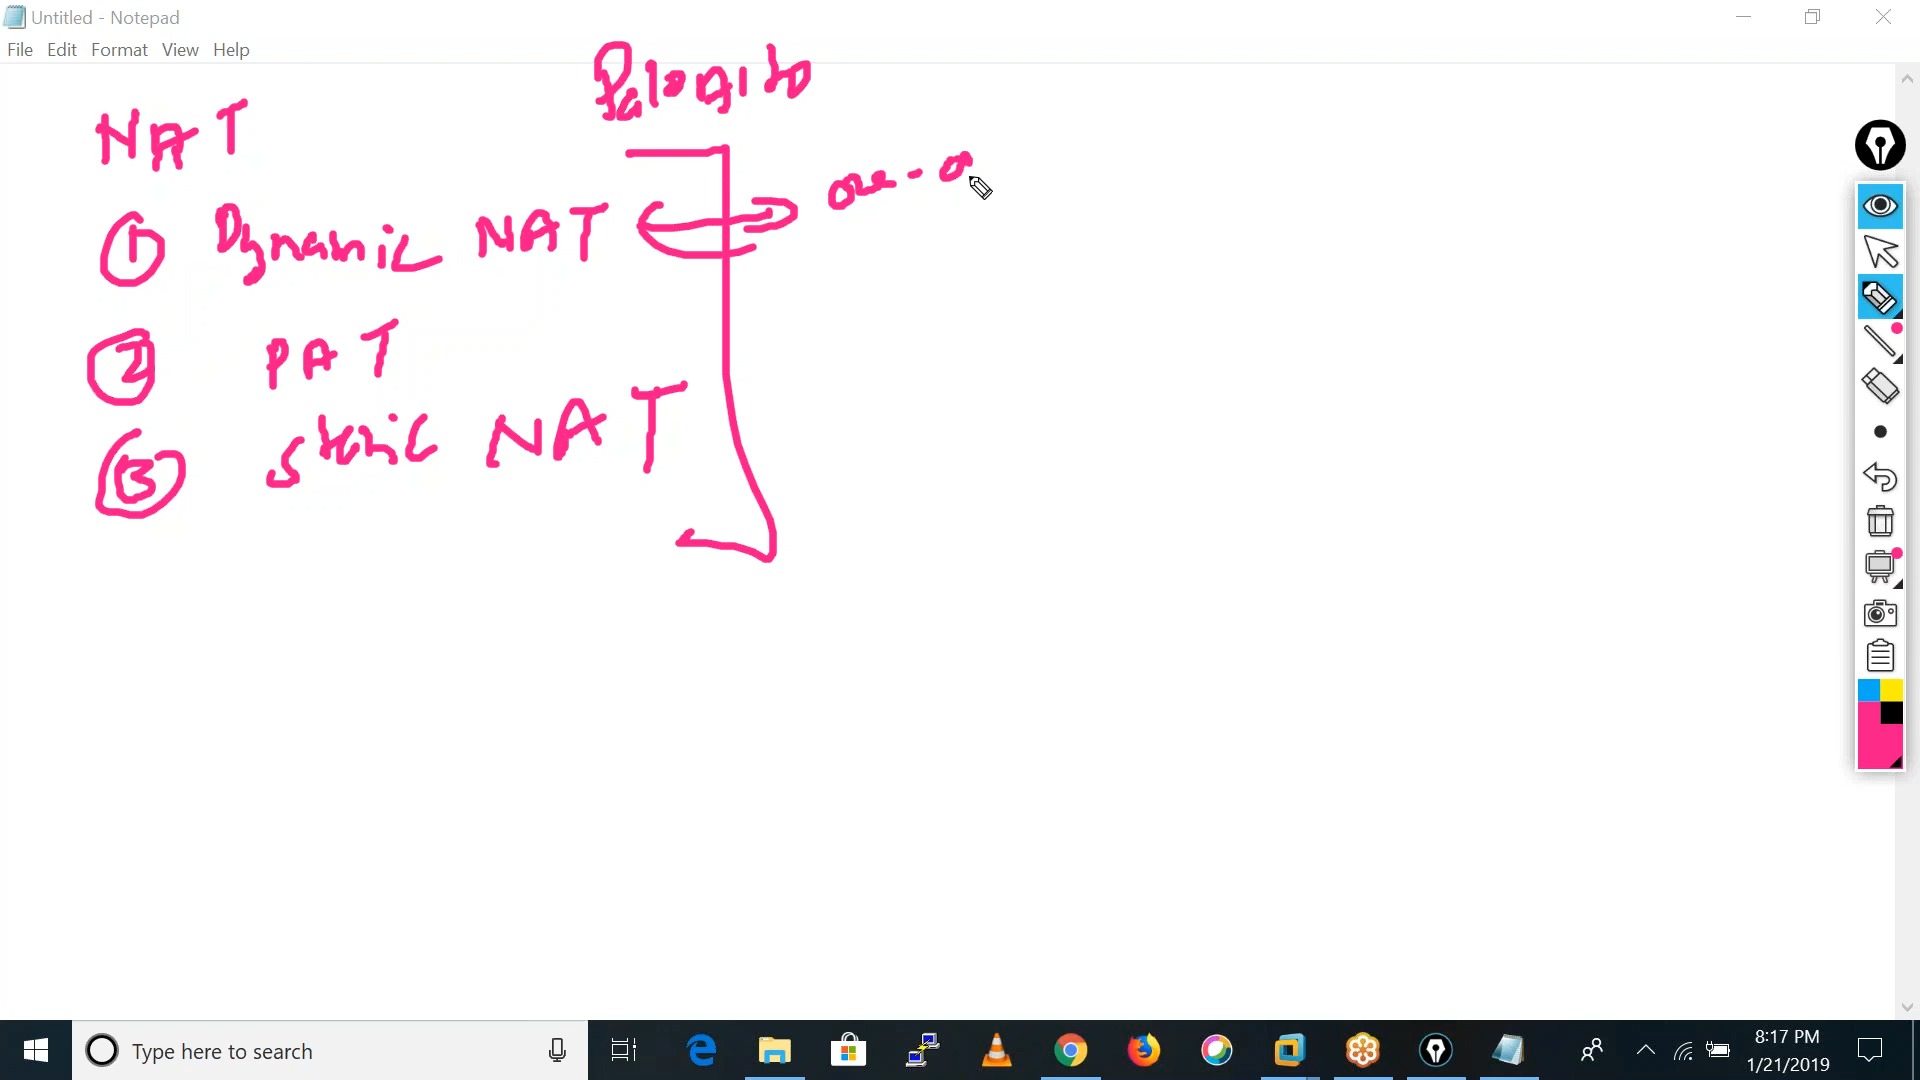 Untitled - Notepad
File Edit Format View Help
NAT
① Dynamic NAT
one - o
② PAT
③ static NAT
Type here to search
8:17 PM
1/21/2019